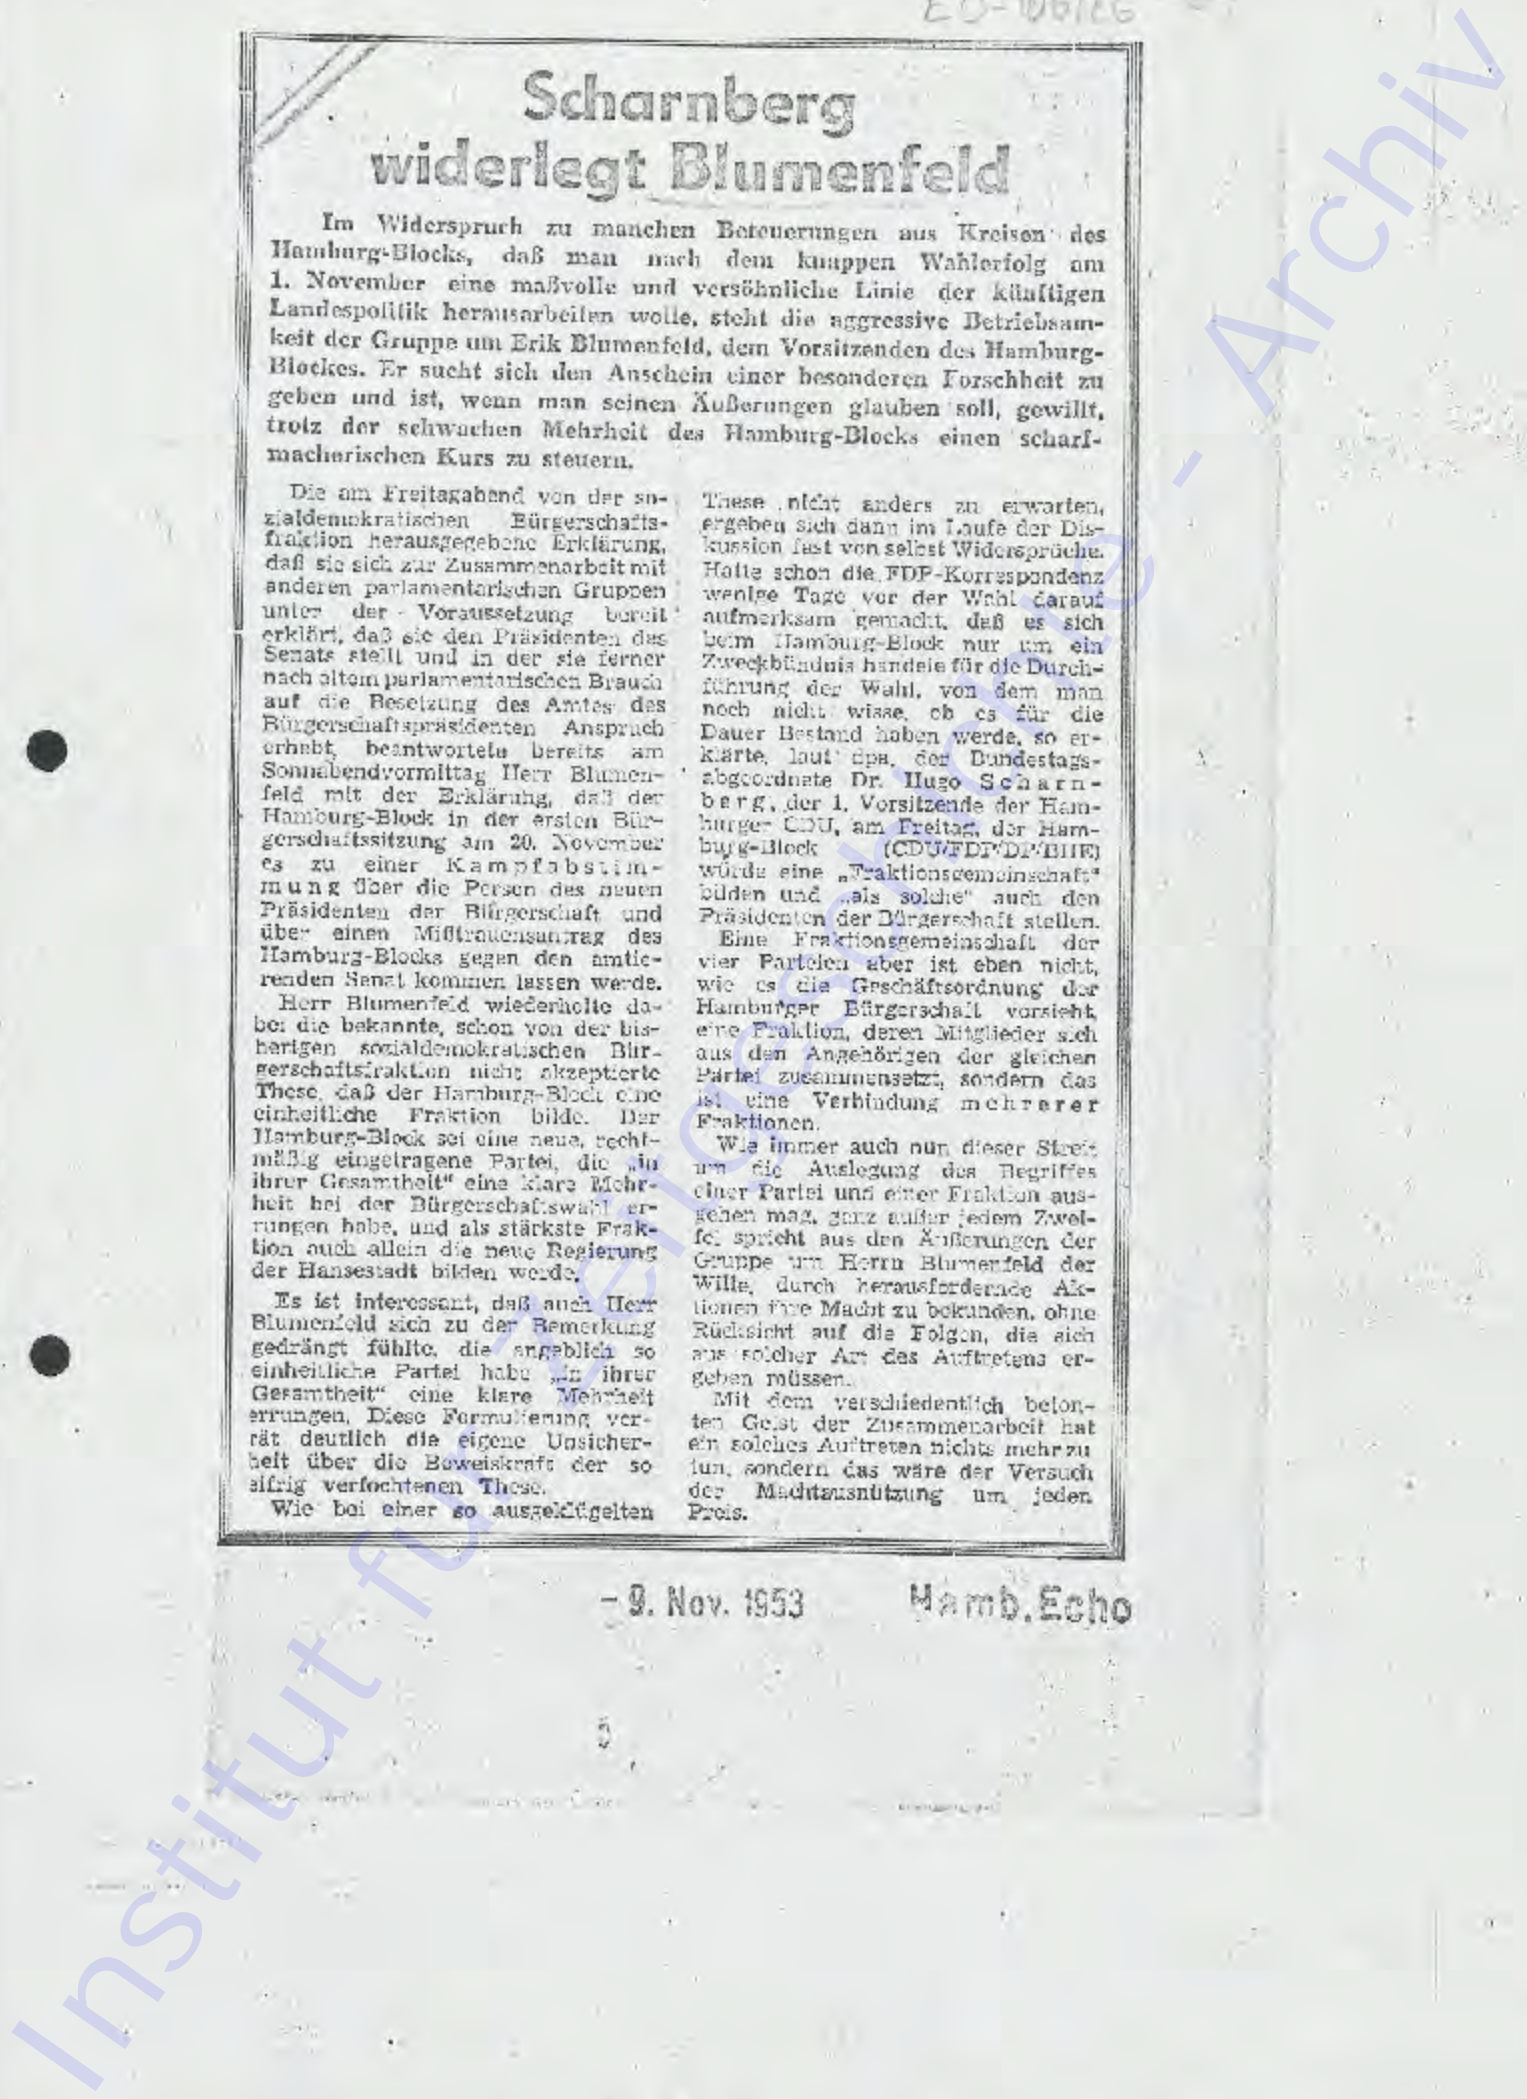 Scharnberg
widerlegt Blumenfeld
Im Widerspruch zu manchen Beteuerungen aus Kreisen des
Hamburg-Blocks, daß man nach dem knappen Wahlerfolg am
1. November eine maßvolle und versöhnliche Linie der künftigen
Landespolitik herausarbeiten wolle, steht die aggressive Betriebsam-
keit der Gruppe um Erik Blumenfeld, dem Vorsitzenden des Hamburg-
Blockes. Er sucht sich den Anschein einer besonderen Forschheit zu
geben und ist, wenn man seinen Äußerungen glauben soll, gewillt,
trotz der schwachen Mehrheit des Hamburg-Blocks einen scharf-
macherischen Kurs zu steuern.
Die am Freitagabend von der so-
zialdemokratischen Bürgerschafts-
fraktion herausgegebene Erklärung,
daß sie sich zur Zusammenarbeit mit
anderen parlamentarischen Gruppen
unter der Voraussetzung bereit
erklärt, daß sie den Präsidenten des
Senats stellt und in der sie ferner
nach altem parlamentarischen Brauch
auf die Besetzung des Amtes des
Bürgerschaftspräsidenten Anspruch
erhebt, beantwortete bereits am
Sonnabendvormittag Herr Blumen-
feld mit der Erklärung, daß der
Hamburg-Block in der ersten Bür-
gerschaftssitzung am 20. November
es zu einer Kampfabstim-
mung über die Person des neuen
Präsidenten der Bürgerschaft und
über einen Mißtrauensantrag des
Hamburg-Blocks gegen den amtie-
renden Senat kommen lassen werde.
Herr Blumenfeld wiederholte da-
bei die bekannte, schon von der bis-
herigen sozialdemokratischen Bür-
gerschaftsfraktion nicht akzeptierte
These, daß der Hamburg-Block eine
einheitliche Fraktion bilde. Der
Hamburg-Block sei eine neue, recht-
mäßig eingetragene Partei, die „in
ihrer Gesamtheit“ eine klare Mehr-
heit bei der Bürgerschaftswahl er-
rungen habe, und als stärkste Frak-
tion auch allein die neue Regierung
der Hansestadt bilden werde.
Es ist interessant, daß auch Herr
Blumenfeld sich zu der Bemerkung
gedrängt fühlte, die angeblich so
einheitliche Partei habe „in ihrer
Gesamtheit“ eine klare Mehrheit
errungen. Diese Formulierung ver-
rät deutlich die eigene Unsicher-
heit über die Beweiskraft der so
eifrig verfochtenen These.
Wie bei einer so ausgeklügelten
These nicht anders zu erwarten,
ergeben sich dann im Laufe der Dis-
kussion fast von selbst Widersprüche.
Hatte schon die FDP-Korrespondenz
wenige Tage vor der Wahl darauf
aufmerksam gemacht, daß es sich
beim Hamburg-Block nur um ein
Zweckbündnis handele für die Durch-
führung der Wahl, von dem man
noch nicht wisse, ob es für die
Dauer Bestand haben werde, so er-
klärte, laut dpa, der Bundestags-
abgeordnete Dr. Hugo Scharn-
berg, der 1. Vorsitzende der Ham-
burger CDU, am Freitag, der Ham-
burg-Block (CDU/FDP/DP/BHE)
würde eine „Fraktionsgemeinschaft“
bilden und „als solche“ auch den
Präsidenten der Bürgerschaft stellen.
Eine Fraktionsgemeinschaft der
vier Parteien aber ist eben nicht,
wie es die Geschäftsordnung der
Hamburger Bürgerschaft vorsieht,
eine Fraktion, deren Mitglieder sich
aus den Angehörigen der gleichen
Partei zusammensetzt, sondern das
ist eine Verbindung mehrerer
Fraktionen.
Wie immer auch nun dieser Streit
um die Auslegung des Begriffes
einer Partei und einer Fraktion aus-
gehen mag, ganz außer jedem Zwei-
fel spricht aus den Äußerungen der
Gruppe um Herrn Blumenfeld der
Wille, durch herausfordernde Ak-
tionen ihre Macht zu bekunden, ohne
Rücksicht auf die Folgen, die sich
aus solcher Art des Auftretens er-
geben müssen.
Mit dem verschiedentlich beton-
ten Geist der Zusammenarbeit hat
ein solches Auftreten nichts mehr zu
tun, sondern das wäre der Versuch
der Machtausnützung um jeden
Preis.
- 9. Nov. 1953 Hamb. Echo
Institut für Zeitgeschichte - Archiv